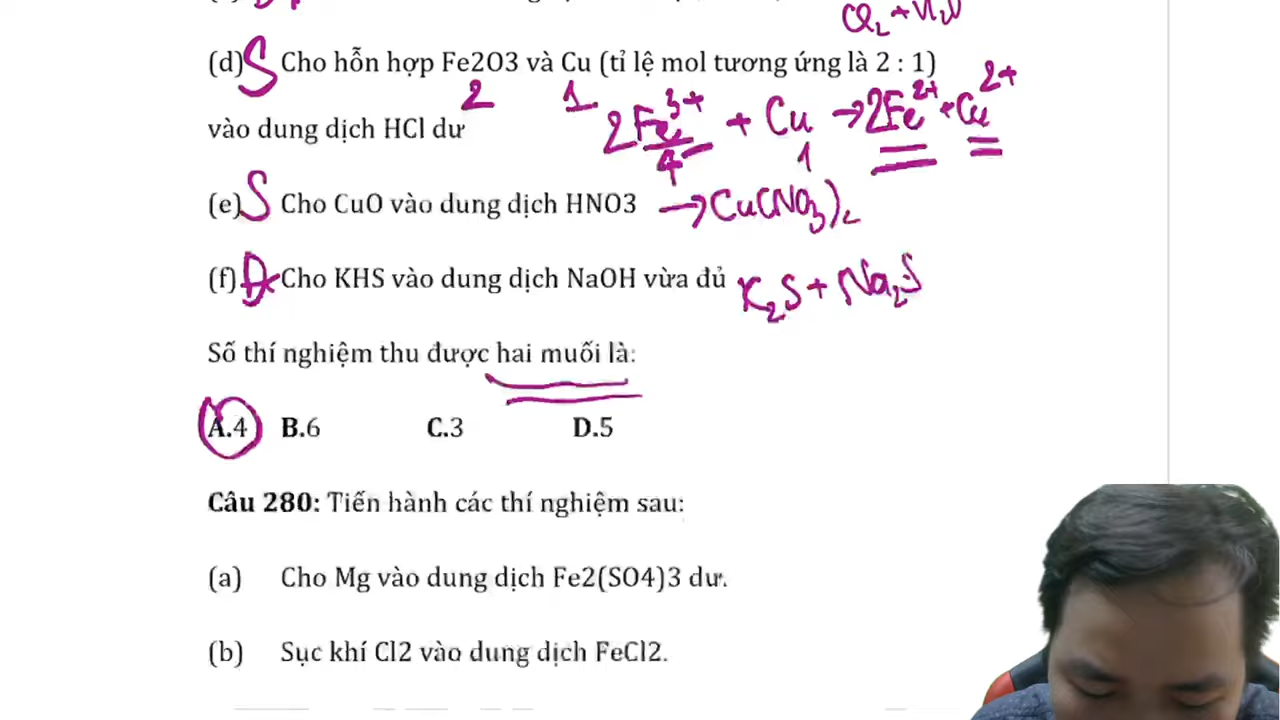 Cl2 + H2O
(d) S Cho hỗn hợp Fe2O3 và Cu (tỉ lệ mol tương ứng là 2 : 1)
2 1
vào dung dịch HCl dư 2Fe3+ + Cu → 2Fe2+ + Cu2+
4 1
(e) S Cho CuO vào dung dịch HNO3 → Cu(NO3)2
(f) Đ Cho KHS vào dung dịch NaOH vừa đủ K2S + Na2S
Số thí nghiệm thu được hai muối là:
A.4 B.6 C.3 D.5
Câu 280: Tiến hành các thí nghiệm sau:
(a) Cho Mg vào dung dịch Fe2(SO4)3 dư.
(b) Sục khí Cl2 vào dung dịch FeCl2.